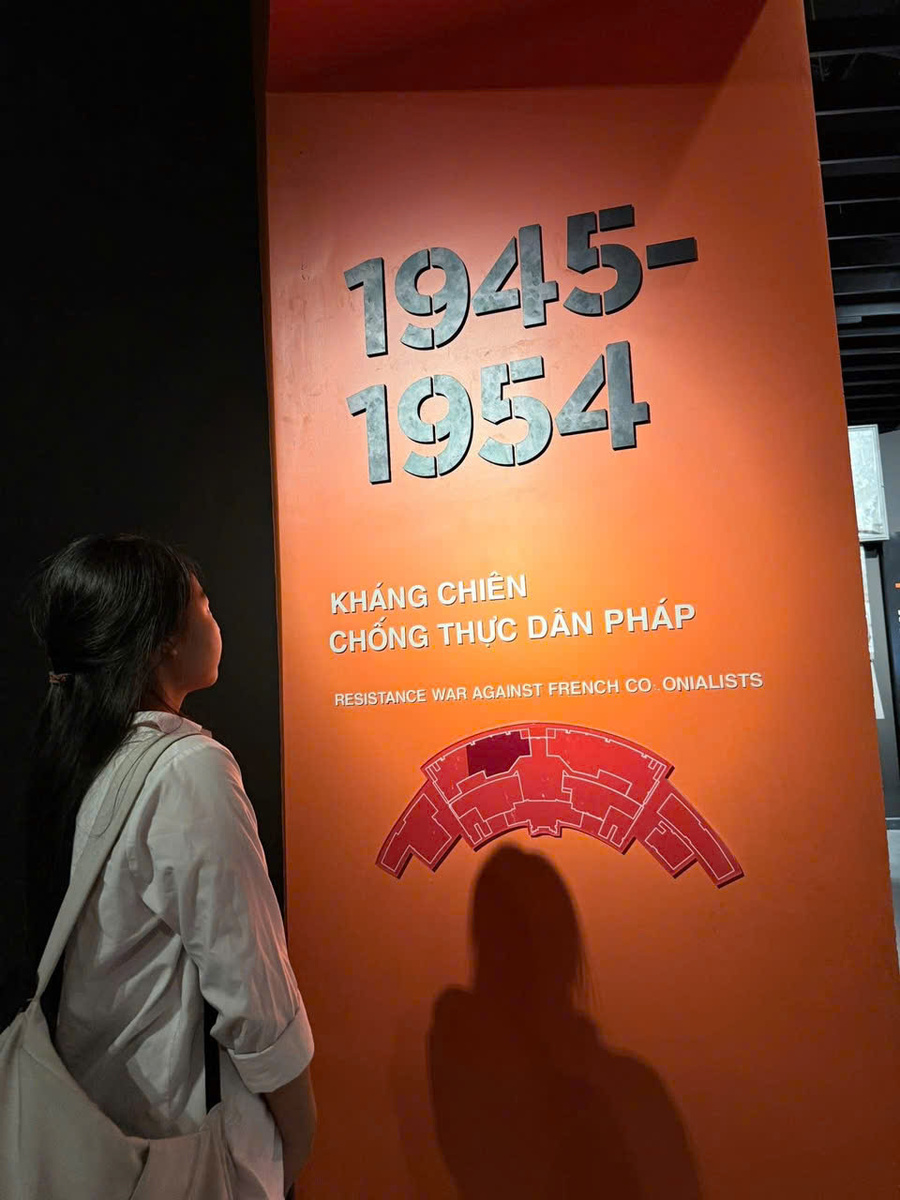 1945-
1954
KHÁNG CHIẾN
CHỐNG THỰC DÂN PHÁP
RESISTANCE WAR AGAINST FRENCH CO ONIALISTS